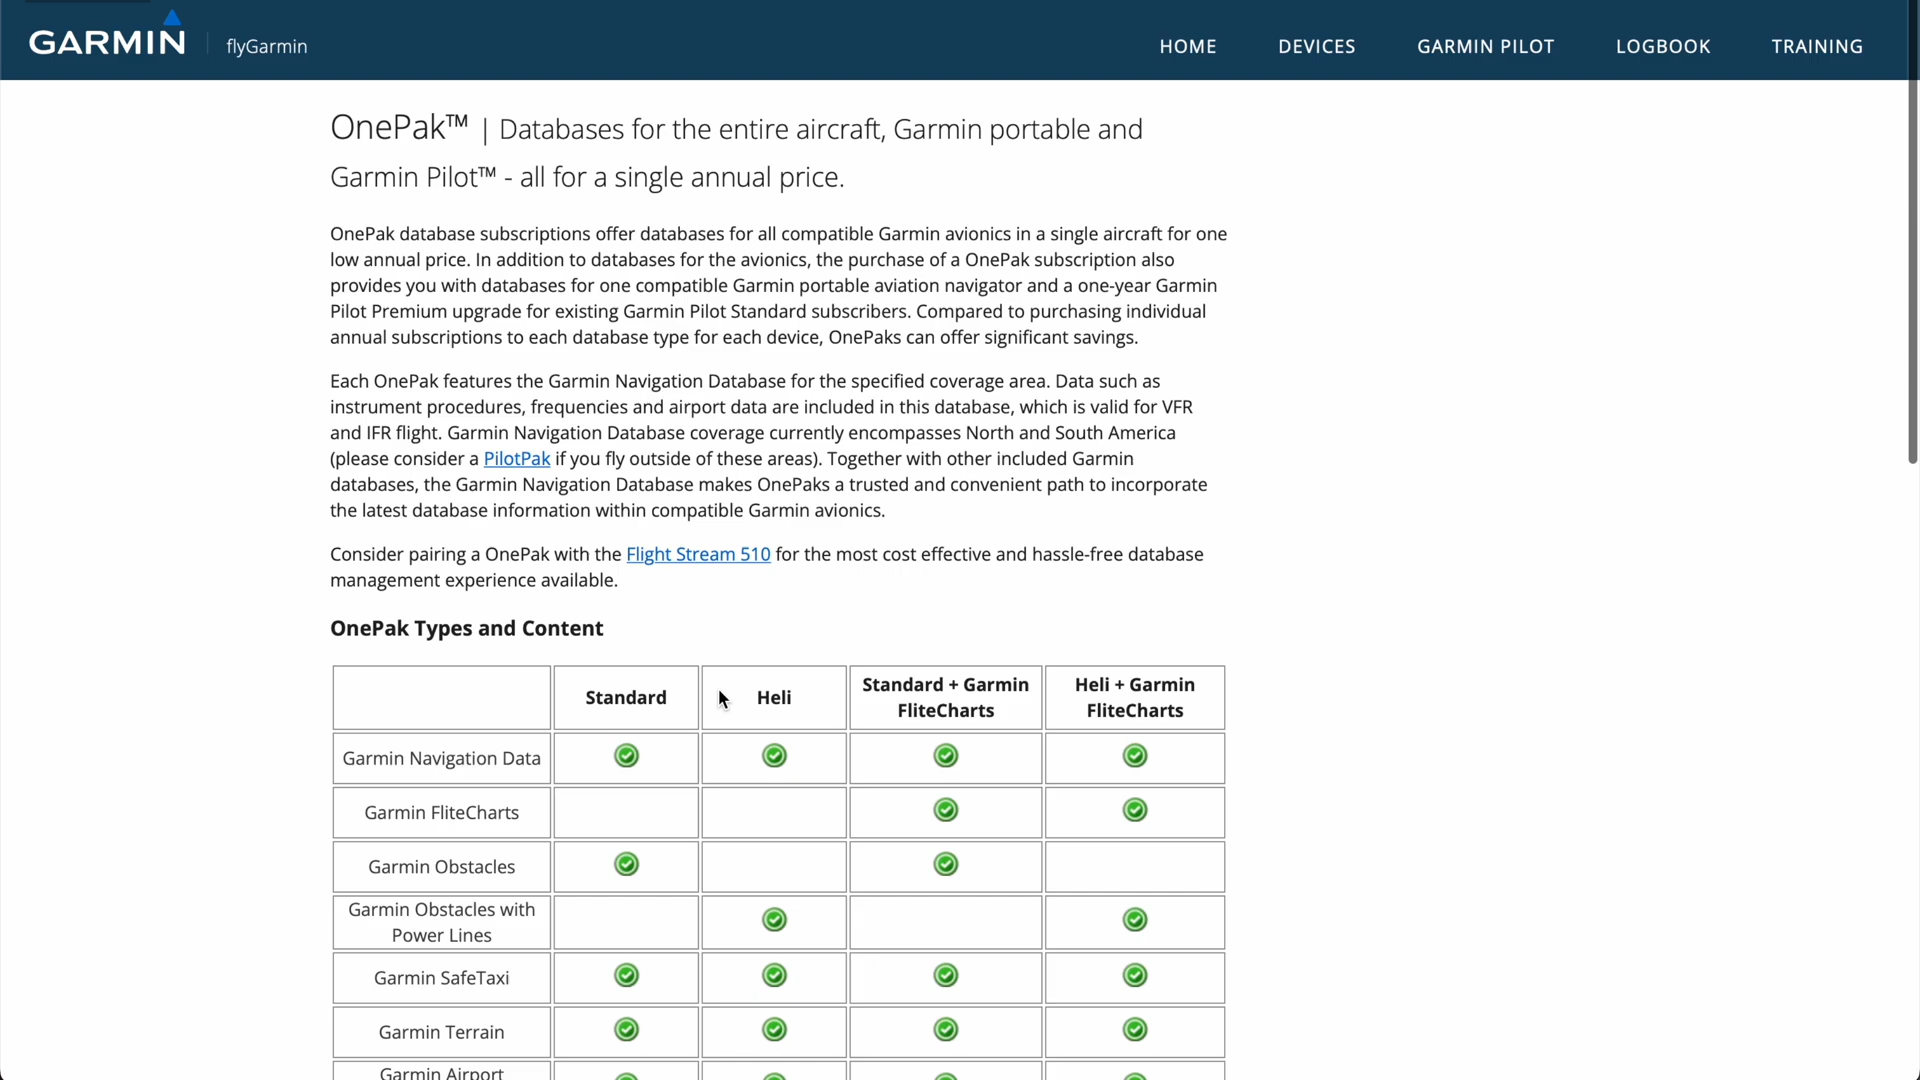 GARMIN flyGarmin HOME DEVICES GARMIN PILOT LOGBOOK TRAINING
OnePak™ | Databases for the entire aircraft, Garmin portable and
Garmin Pilot™ - all for a single annual price.
OnePak database subscriptions offer databases for all compatible Garmin avionics in a single aircraft for one
low annual price. In addition to databases for the avionics, the purchase of a OnePak subscription also
provides you with databases for one compatible Garmin portable aviation navigator and a one-year Garmin
Pilot Premium upgrade for existing Garmin Pilot Standard subscribers. Compared to purchasing individual
annual subscriptions to each database type for each device, OnePaks can offer significant savings.
Each OnePak features the Garmin Navigation Database for the specified coverage area. Data such as
instrument procedures, frequencies and airport data are included in this database, which is valid for VFR
and IFR flight. Garmin Navigation Database coverage currently encompasses North and South America
(please consider a PilotPak if you fly outside of these areas). Together with other included Garmin
databases, the Garmin Navigation Database makes OnePaks a trusted and convenient path to incorporate
the latest database information within compatible Garmin avionics.
Consider pairing a OnePak with the Flight Stream 510 for the most cost effective and hassle-free database
management experience available.
OnePak Types and Content
Standard Heli Standard + Garmin FliteCharts Heli + Garmin FliteCharts
Garmin Navigation Data
Garmin FliteCharts
Garmin Obstacles
Garmin Obstacles with
Power Lines
Garmin SafeTaxi
Garmin Terrain
Garmin Airport